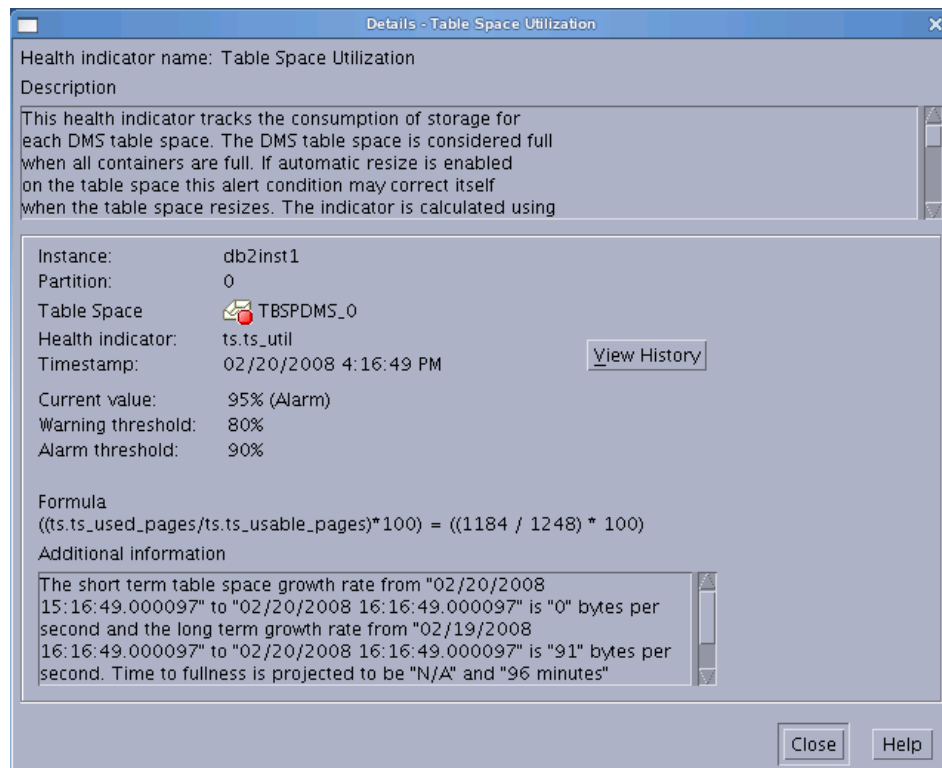 Details - Table Space Utilization
Health indicator name: Table Space Utilization
Description
This health indicator tracks the consumption of storage for
each DMS table space. The DMS table space is considered full
when all containers are full. If automatic resize is enabled
on the table space this alert condition may correct itself
when the table space resizes. The indicator is calculated using
Instance: db2inst1
Partition: 0
Table Space TBSPDMS_0
Health indicator: ts.ts_util
Timestamp: 02/20/2008 4:16:49 PM
View History
Current value: 95% (Alarm)
Warning threshold: 80%
Alarm threshold: 90%
Formula
((ts.ts_used_pages/ts.ts_usable_pages)*100) = ((1184 / 1248) * 100)
Additional information
The short term table space growth rate from "02/20/2008
15:16:49.000097" to "02/20/2008 16:16:49.000097" is "0" bytes per
second and the long term growth rate from "02/19/2008
16:16:49.000097" to "02/20/2008 16:16:49.000097" is "91" bytes per
second. Time to fullness is projected to be "N/A" and "96 minutes"
Close Help